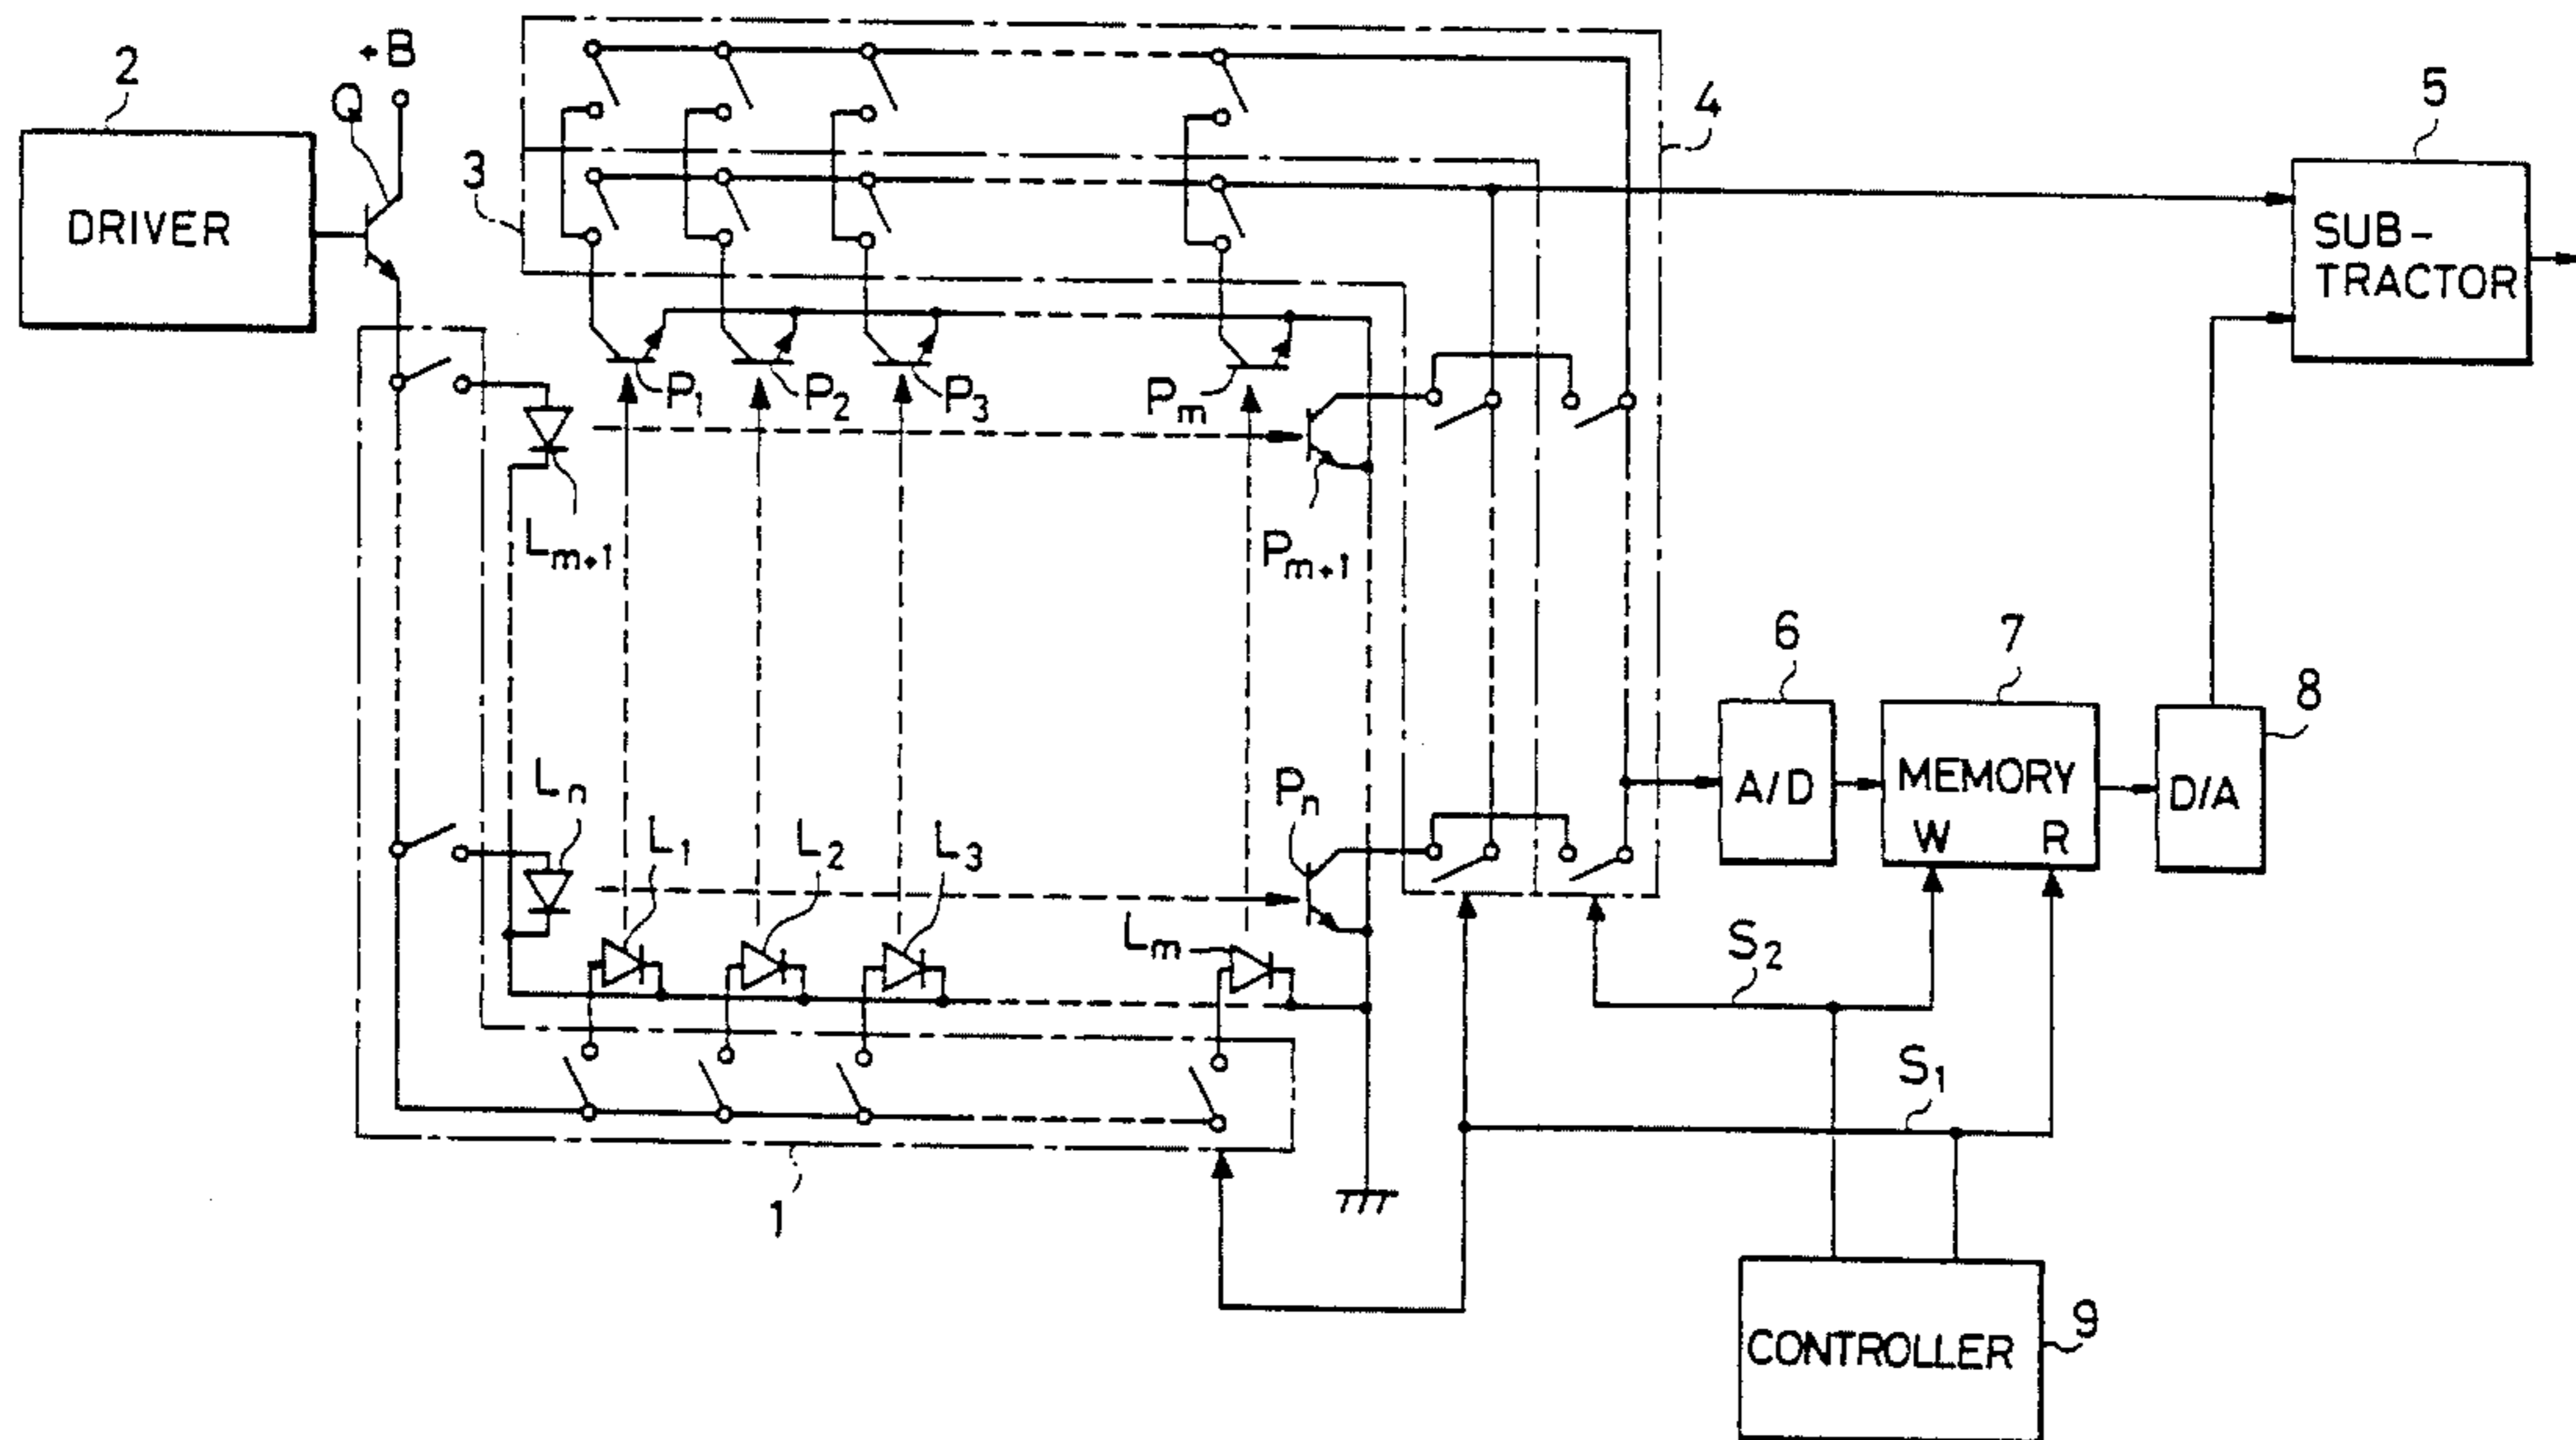 2
Q
+B
DRIVER
3
4
5
SUB-
TRACTOR
P1
P2
P3
Pm
Pm+1
Lm+1
6
7
8
A/D
MEMORY
W R
D/A
Ln
L1
L2
L3
Lm
Pn
S2
S1
1
CONTROLLER
9